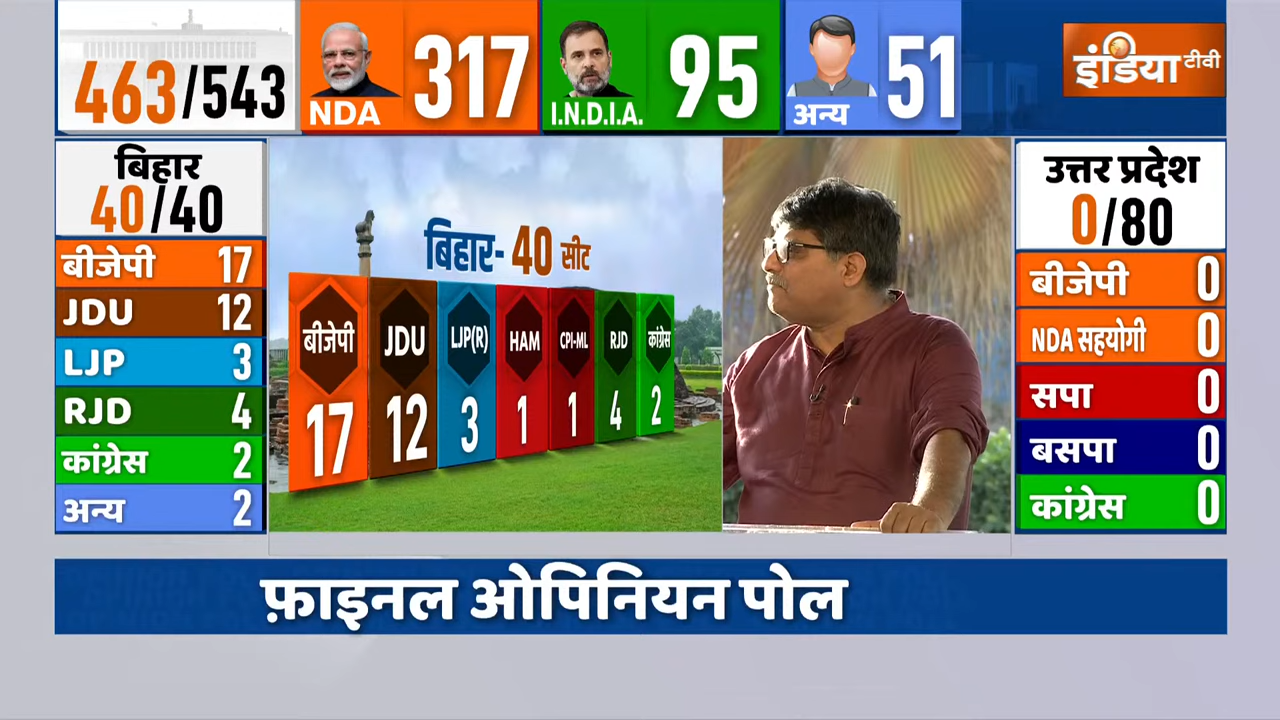 463/543
NDA 317
I.N.D.I.A. 95
अन्य 51
इंडिया टीवी
बिहार
40/40
बीजेपी 17
JDU 12
LJP 3
RJD 4
कांग्रेस 2
अन्य 2
बिहार- 40 सीट
बीजेपी JDU LJP(R) HAM CPI-ML RJD कांग्रेस
17 12 3 1 1 4 2
उत्तर प्रदेश
0/80
बीजेपी 0
NDA सहयोगी 0
सपा 0
बसपा 0
कांग्रेस 0
फ़ाइनल ओपिनियन पोल